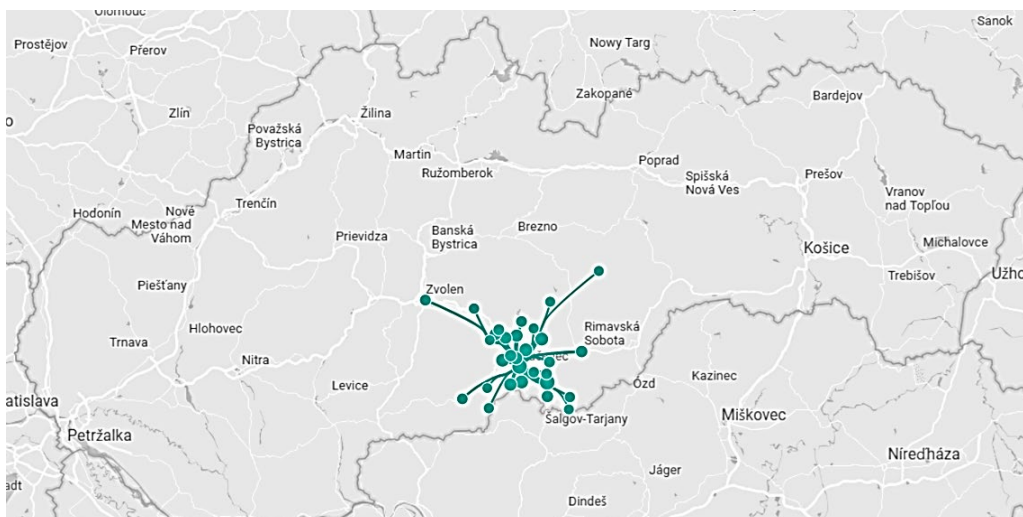 Olomouc
Sanok
Prostějov
Nowy Targ
Přerov
Zakopané
Bardejov
Zlín
Žilina
Považská
Bystrica
Martin
Poprad
Ružomberok
Spišská
Nová Ves
Prešov
Vranov
nad Topľou
Trenčín
Hodonín
Nové
Mesto nad
Váhom
Prievidza
Banská
Bystrica
Brezno
Košice
Michalovce
Trebišov
Užho
Piešťany
Zvolen
Hlohovec
Rimavská
Sobota
Trnava
Nitra
Levice
Ózd
Kazinec
atislava
Šalgov-Tarjany
Miškovec
Petržalka
Níreďháza
Jáger
adt
Dindeš